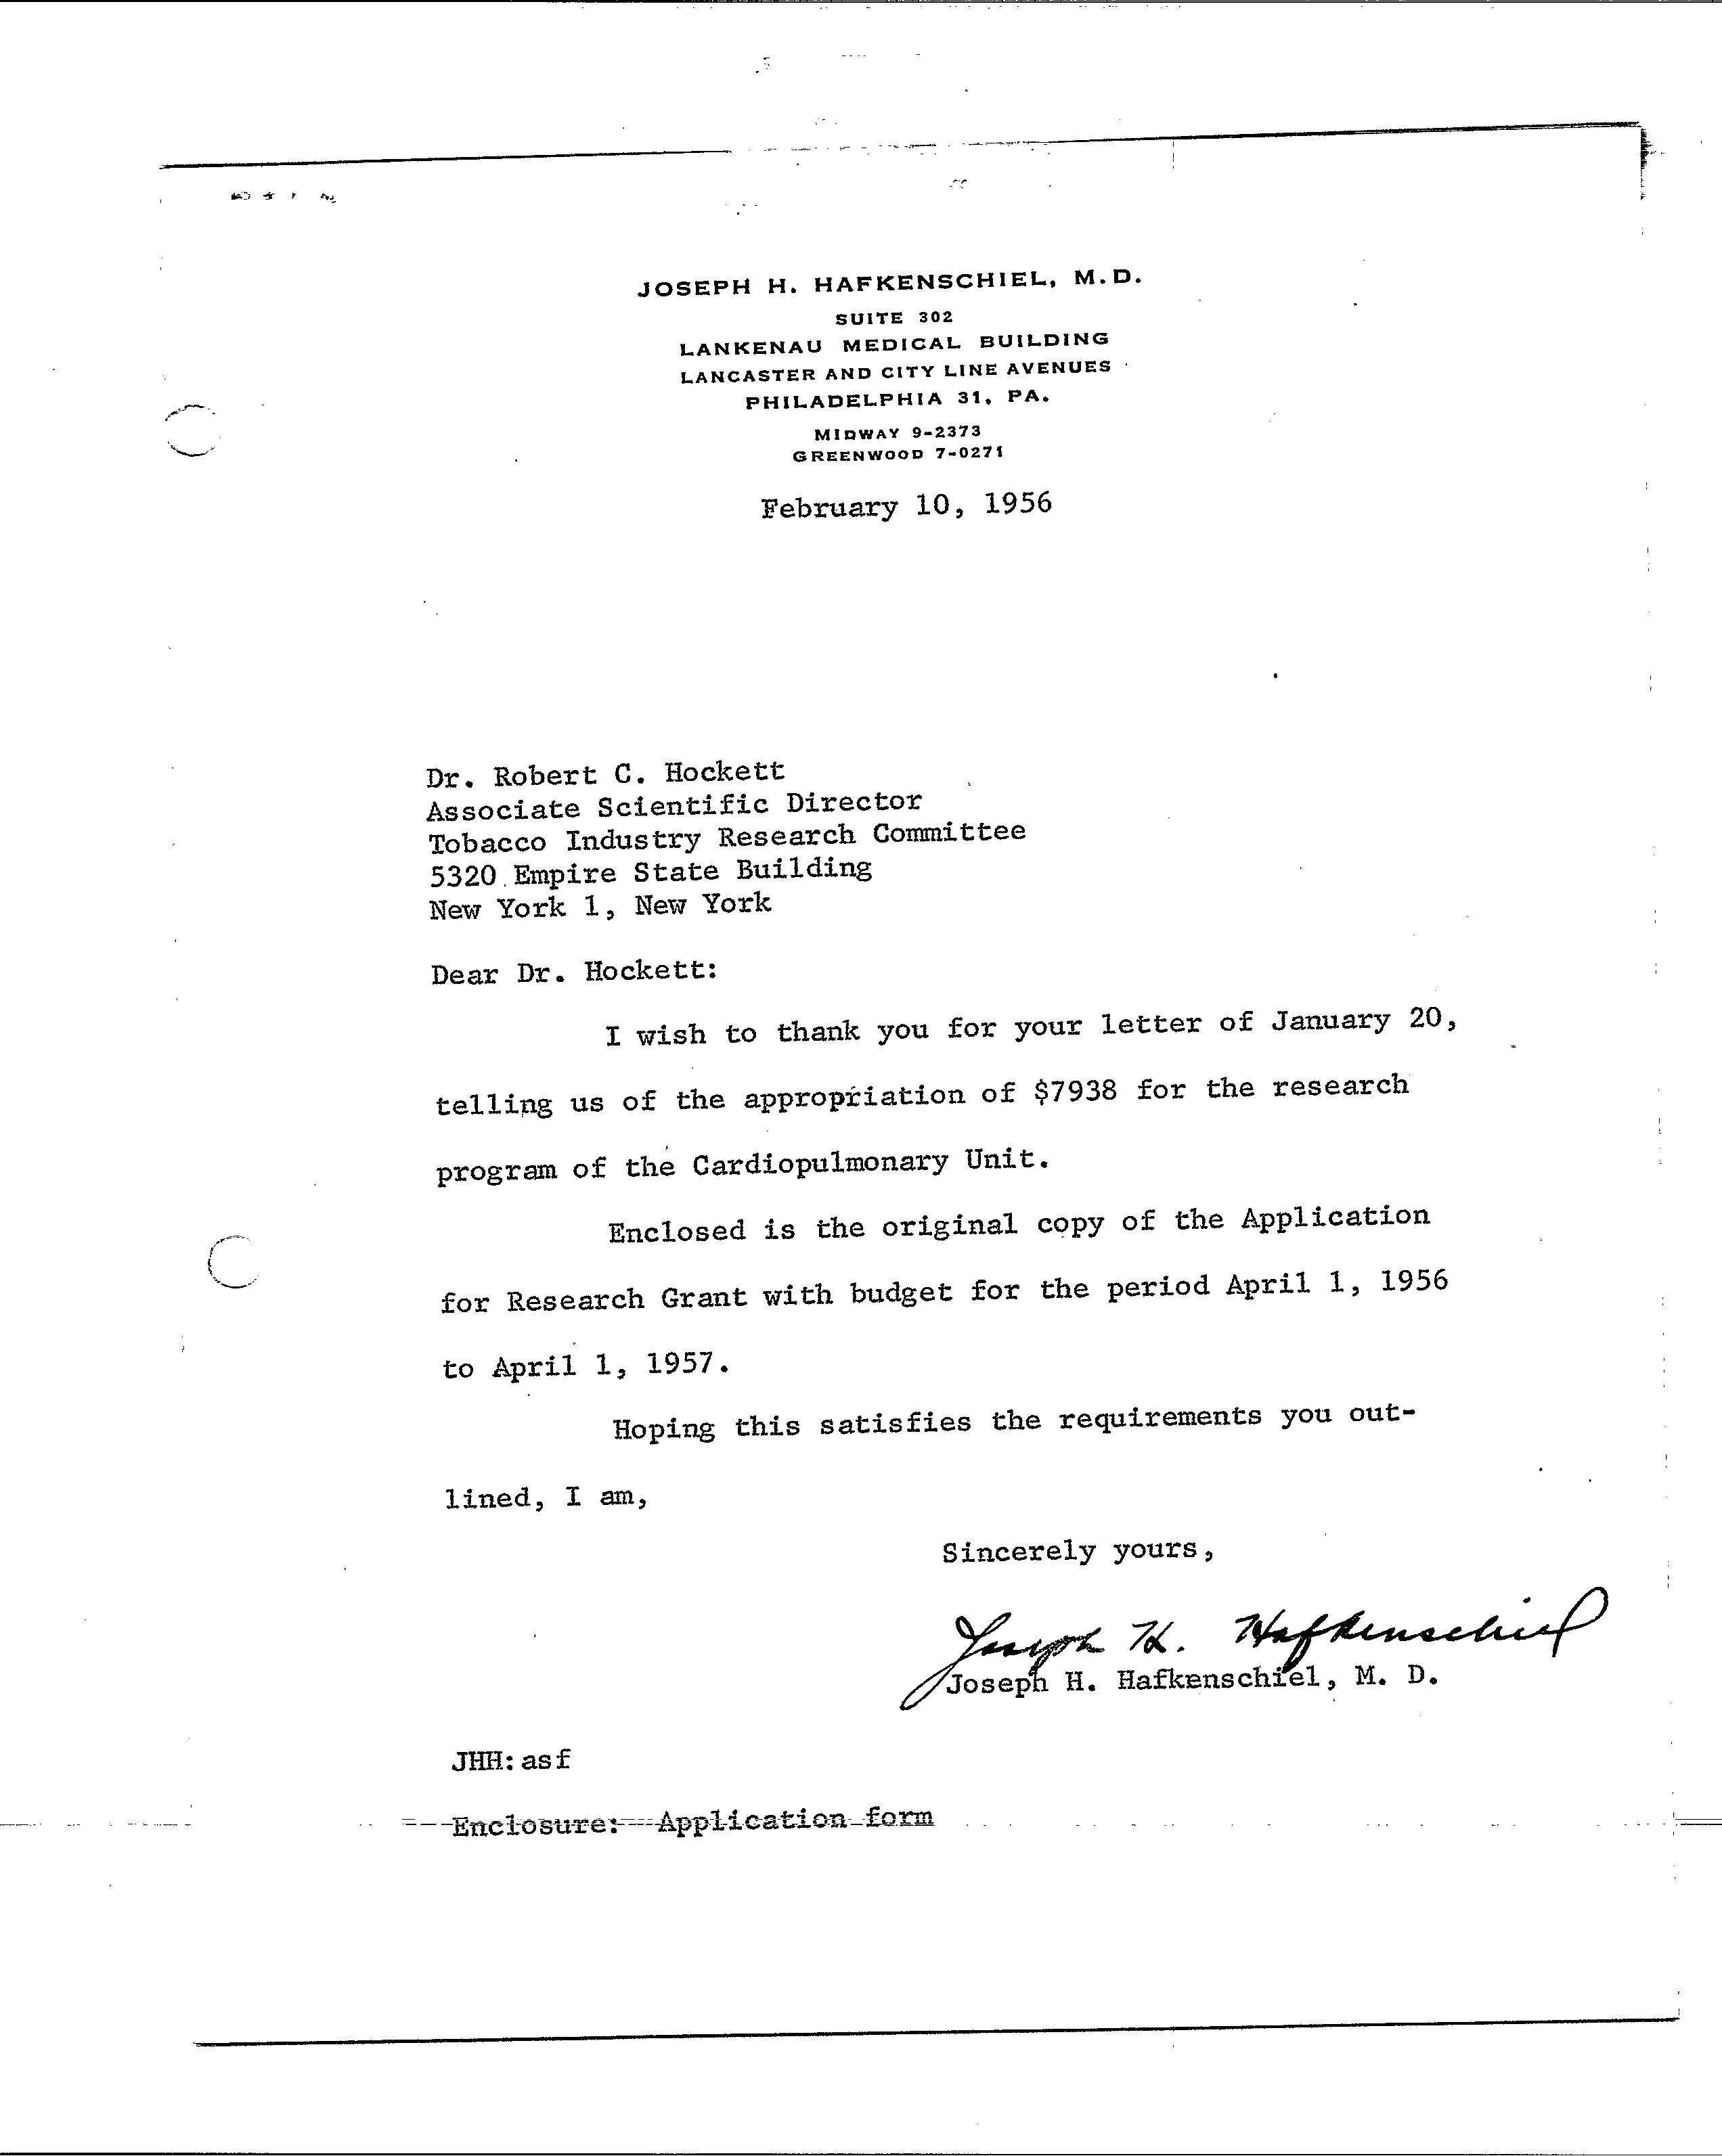 JOSEPH H. HAFKENSCHIEL, M.D.
SUITE 302
LANKENAU MEDICAL BUILDING
LANCASTER AND CITY LINE AVENUES
PHILADELPHIA 31, PA.
MIDWAY 9-2373
GREENWOOD 7-0271
February 10, 1956
Dr. Robert C. Hockett
Associate Scientific Director
Tobacco Industry Research Committee
5320 Empire State Building
New York 1, New York
Dear Dr. Hockett:
I wish to thank you for your letter of January 20,
telling us of the appropriation of $7938 for the research
program of the Cardiopulmonary Unit.
Enclosed is the original copy of the Application
for Research Grant with budget for the period April 1, 1956
to April 1, 1957.
Hoping this satisfies the requirements you out-
lined, I am,
Sincerely yours,
Joseph H. Hafkenschiel
Joseph H. Hafkenschiel, M. D.
JHH:asf
Enclosure: Application form